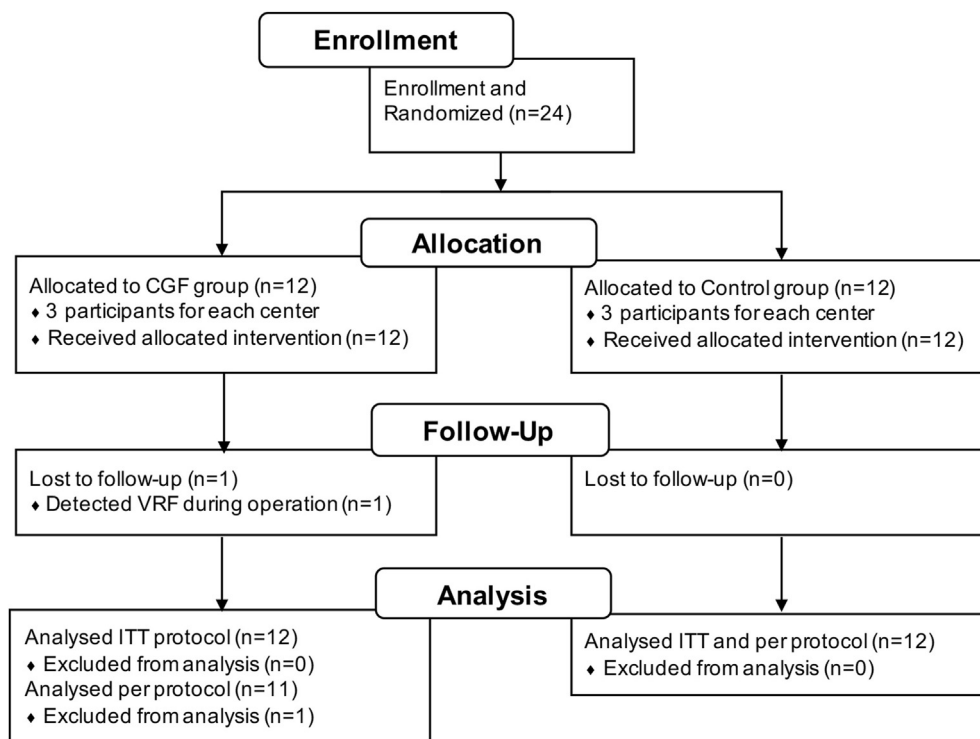 Enrollment
Enrollment and
Randomized (n=24)
Allocation
Allocated to CGF group (n=12)
♦ 3 participants for each center
♦ Received allocated intervention (n=12)
Allocated to Control group (n=12)
♦ 3 participants for each center
♦ Received allocated intervention (n=12)
Follow-Up
Lost to follow-up (n=1)
♦ Detected VRF during operation (n=1)
Lost to follow-up (n=0)
Analysis
Analysed ITT protocol (n=12)
♦ Excluded from analysis (n=0)
Analysed per protocol (n=11)
♦ Excluded from analysis (n=1)
Analysed ITT and per protocol (n=12)
♦ Excluded from analysis (n=0)